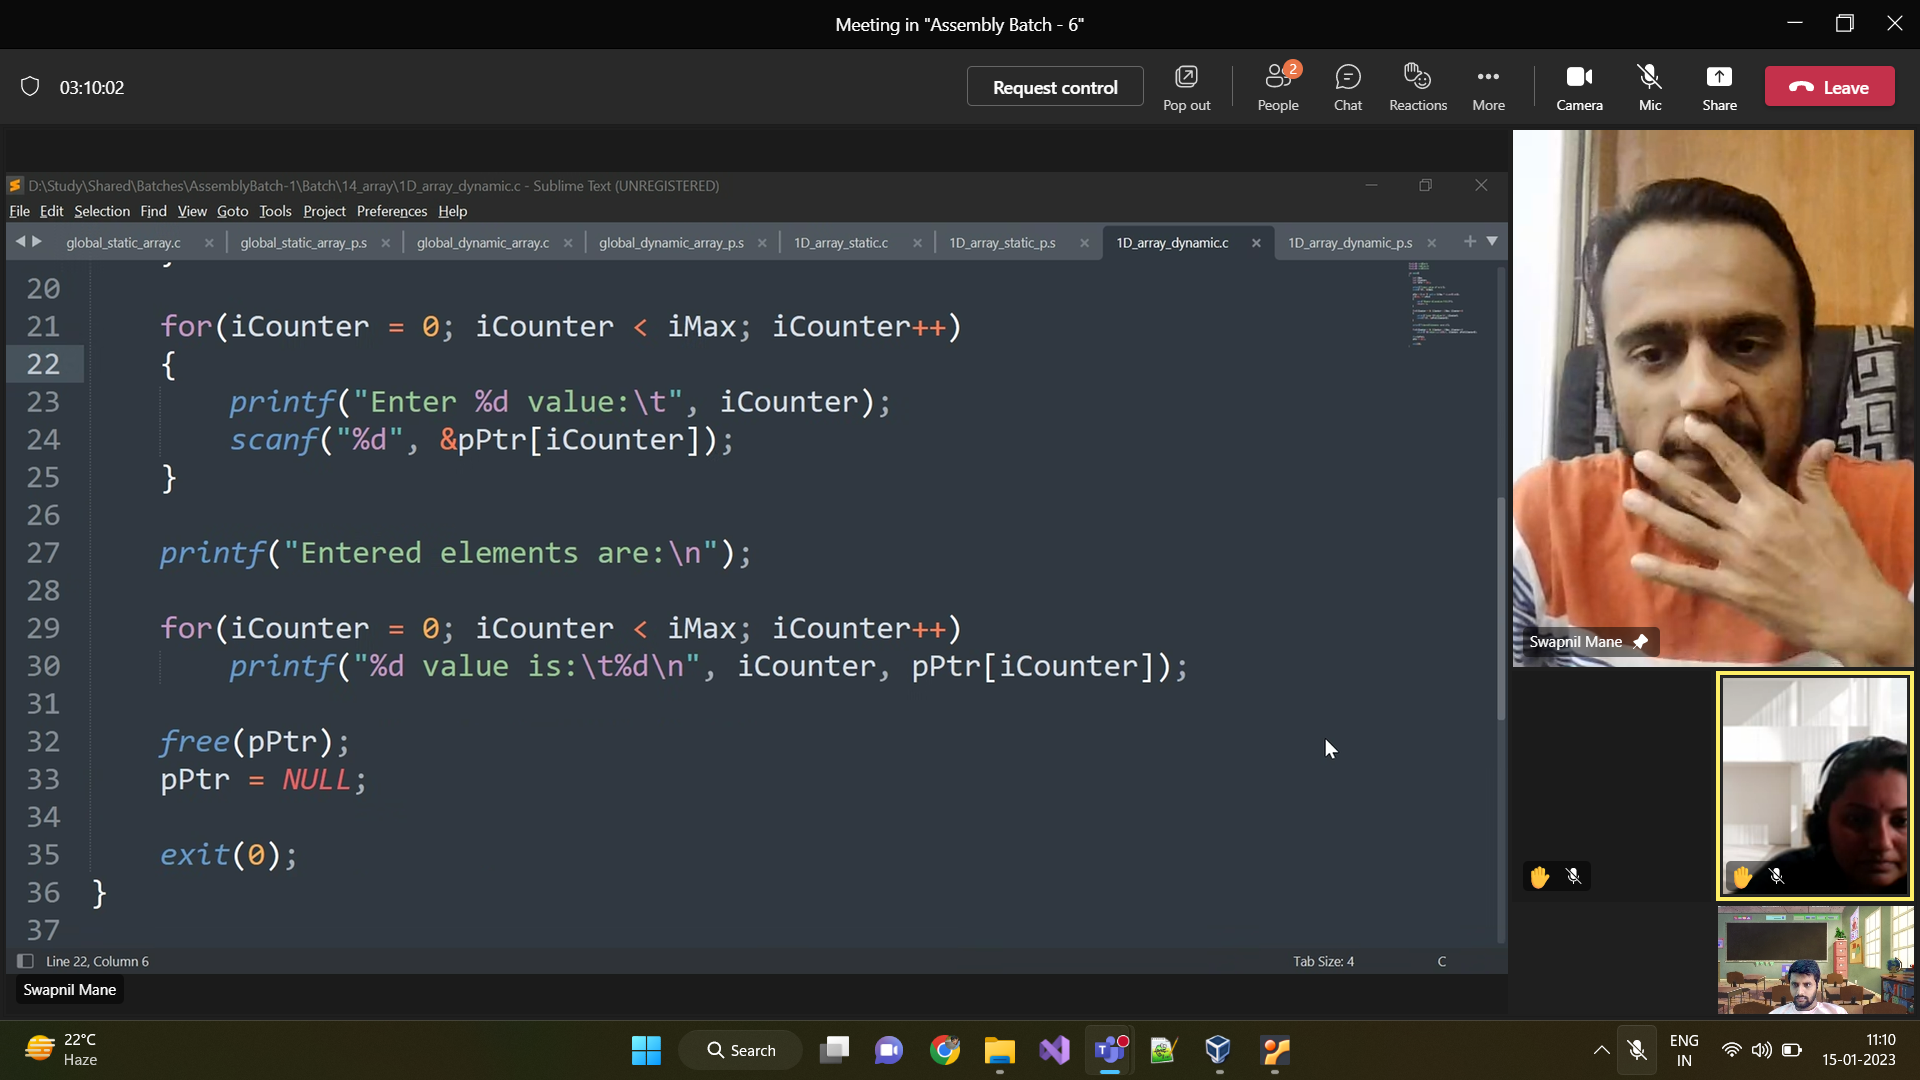 Meeting in "Assembly Batch - 6"
03:10:02
Request control
Pop out
2
People
Chat
Reactions
More
Camera
Mic
Share
Leave
D:\Study\Shared\Batches\AssemblyBatch-1\Batch\14_array\1D_array_dynamic.c - Sublime Text (UNREGISTERED)
File Edit Selection Find View Goto Tools Project Preferences Help
global_static_array.c global_static_array_p.s global_dynamic_array.c global_dynamic_array_p.s 1D_array_static.c 1D_array_static_p.s 1D_array_dynamic.c 1D_array_dynamic_p.s
20
21 for(iCounter = 0; iCounter < iMax; iCounter++)
22 {
23 printf("Enter %d value:\t", iCounter);
24 scanf("%d", &pPtr[iCounter]);
25 }
26
27 printf("Entered elements are:\n");
28
29 for(iCounter = 0; iCounter < iMax; iCounter++)
30 printf("%d value is:\t%d\n", iCounter, pPtr[iCounter]);
31
32 free(pPtr);
33 pPtr = NULL;
34
35 exit(0);
36 }
37
Line 22, Column 6
Tab Size: 4
C
Swapnil Mane
Swapnil Mane
22°C
Haze
Search
ENG
IN
11:10
15-01-2023